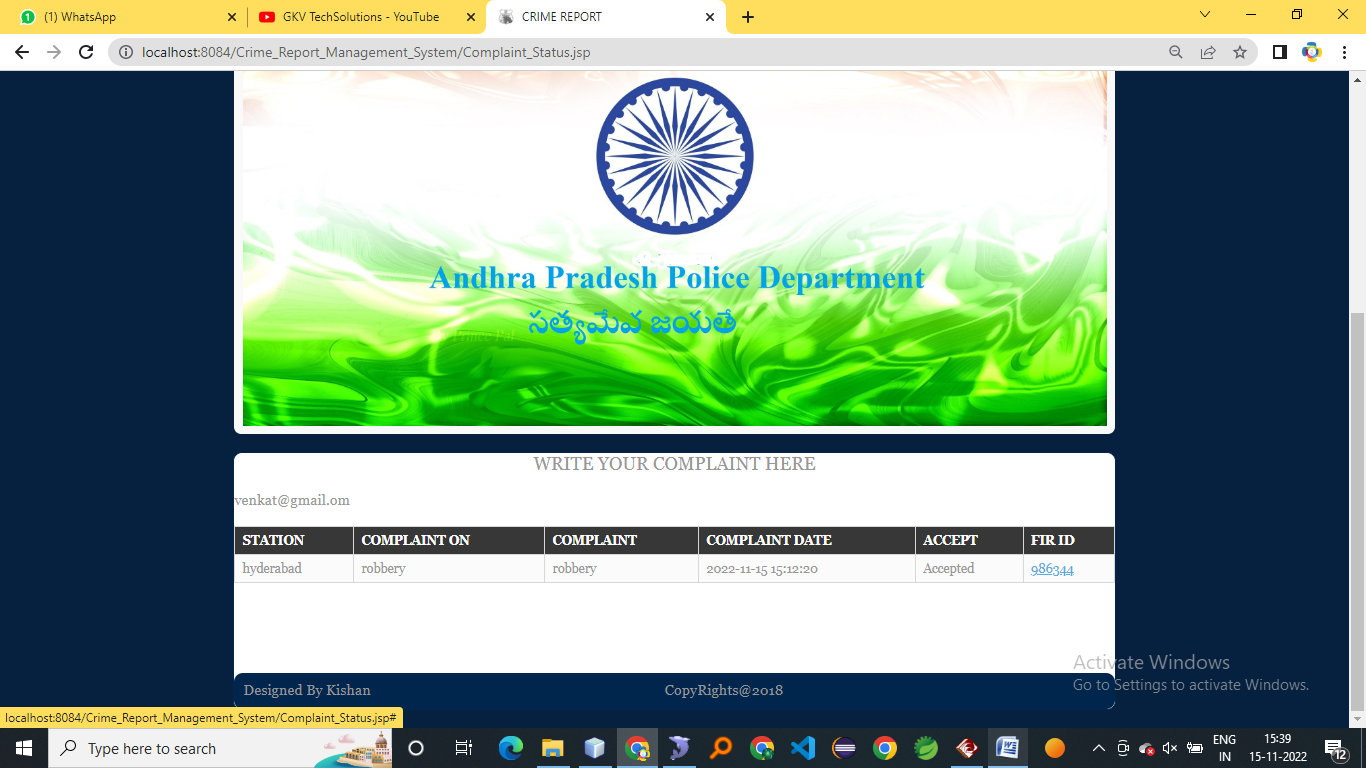 (1) WhatsApp
GKV TechSolutions - YouTube
CRIME REPORT
localhost:8084/Crime_Report_Management_System/Complaint_Status.jsp
Andhra Pradesh Police Department
సత్యమేవ జయతే
WRITE YOUR COMPLAINT HERE
venkat@gmail.om
STATION COMPLAINT ON COMPLAINT COMPLAINT DATE ACCEPT FIR ID
hyderabad robbery robbery 2022-11-15 15:12:20 Accepted 986344
Activate Windows
Go to Settings to activate Windows.
Designed By Kishan CopyRights@2018
localhost:8084/Crime_Report_Management_System/Complaint_Status.jsp#
Type here to search
ENG
IN
15:39
15-11-2022
12